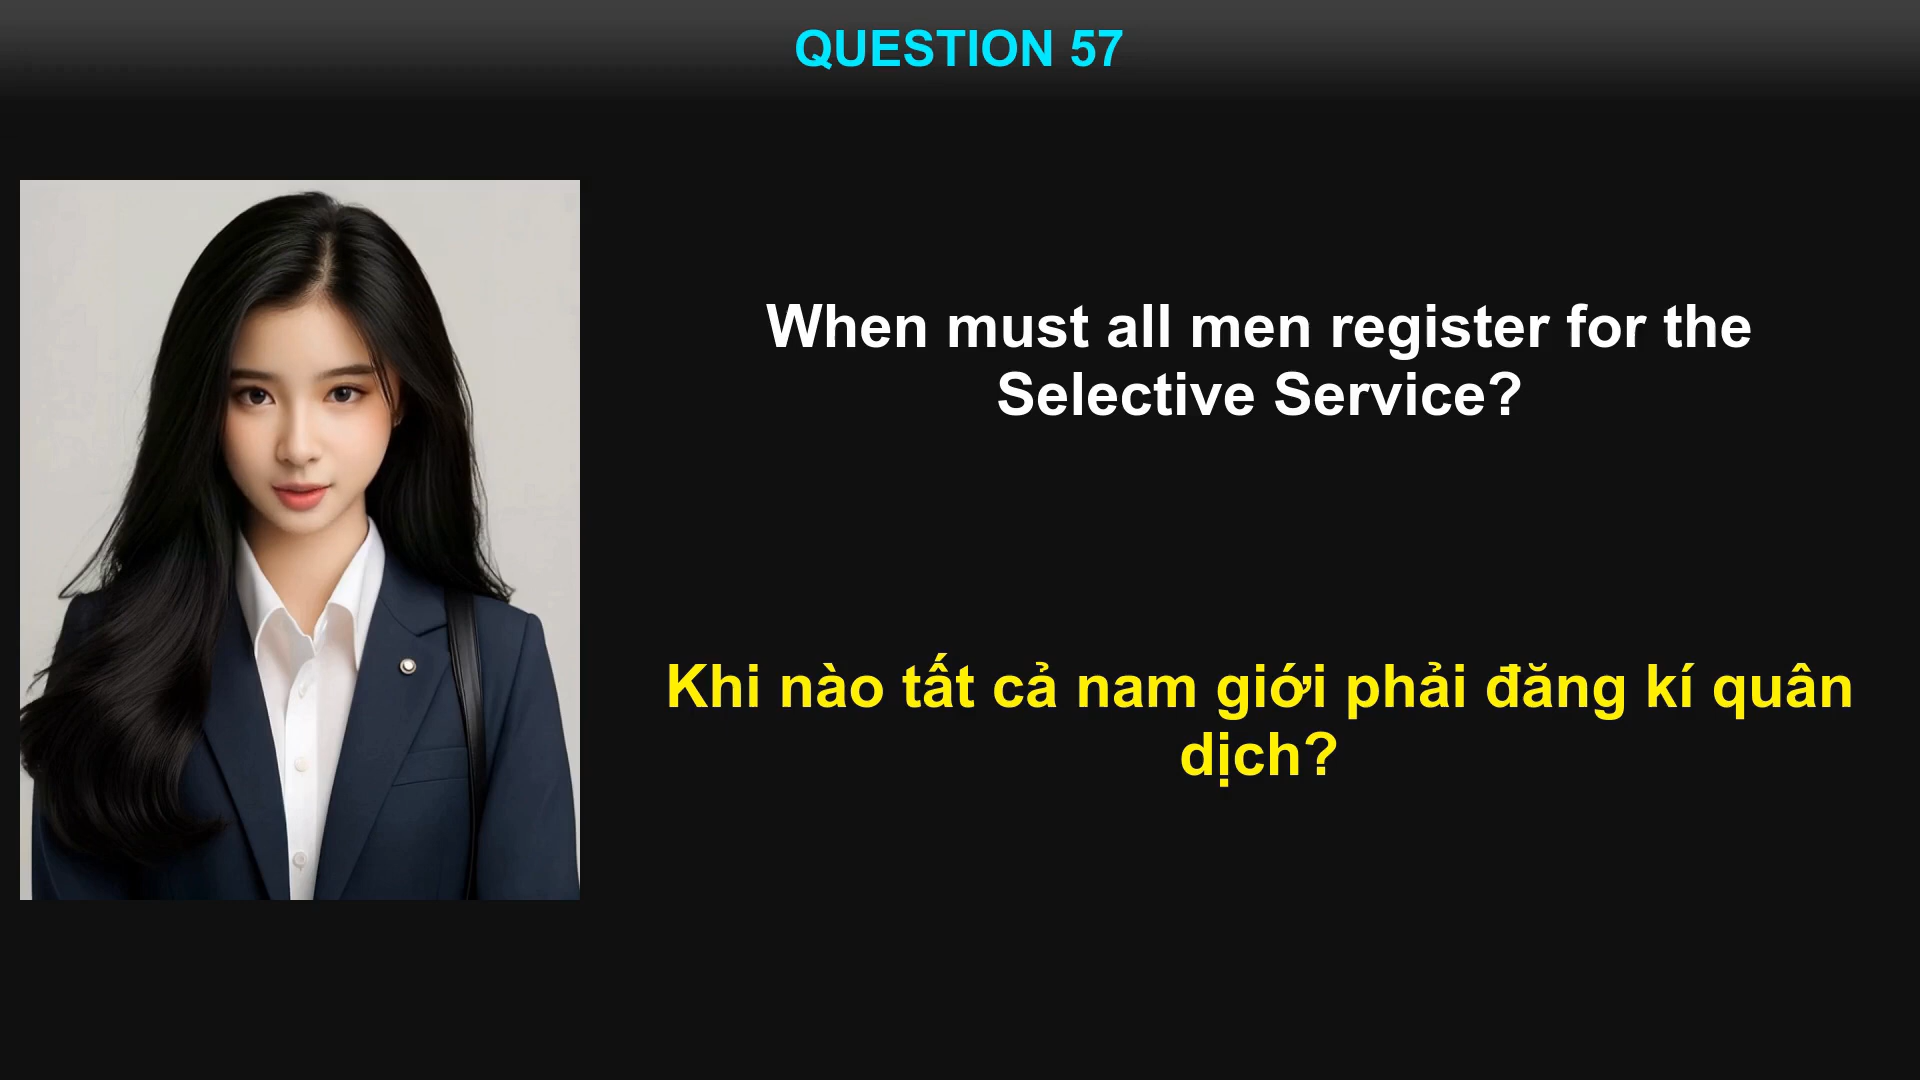 QUESTION 57
When must all men register for the
Selective Service?
Khi nào tất cả nam giới phải đăng kí quân
dịch?